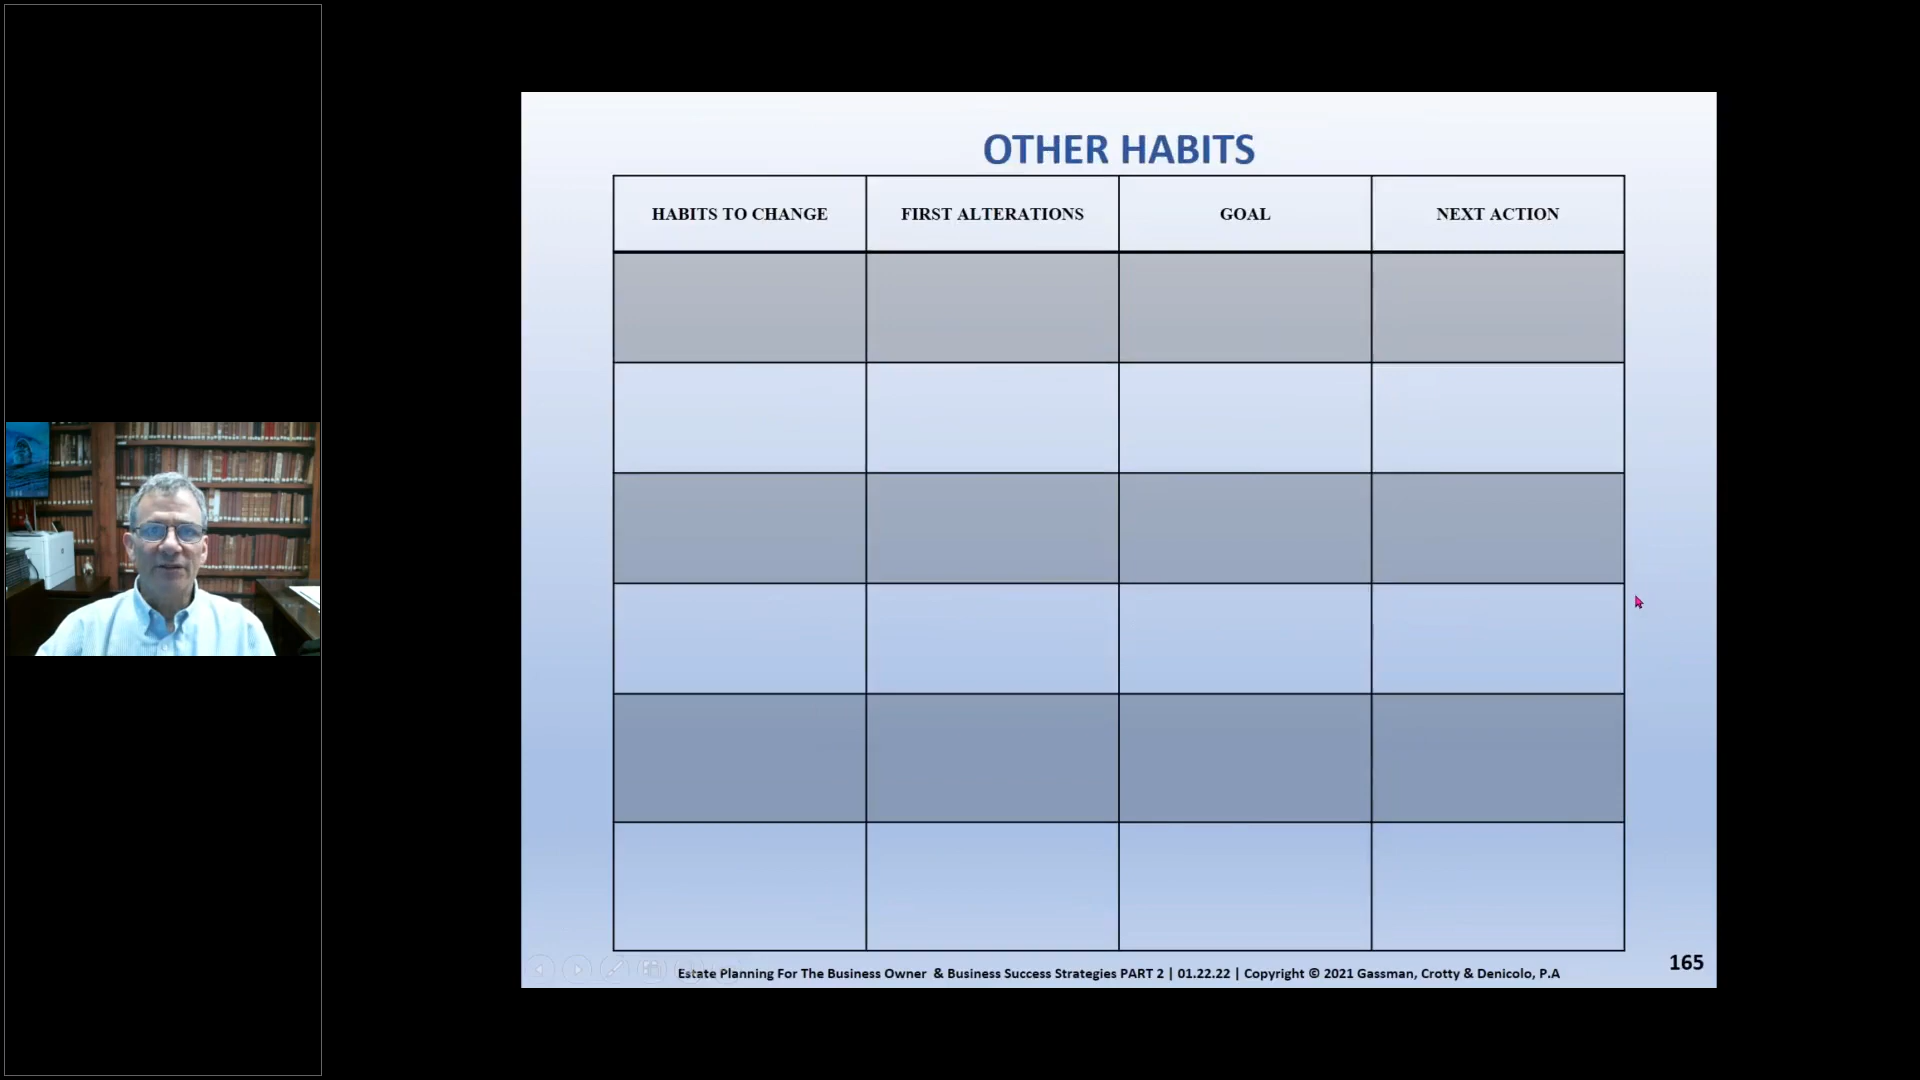 OTHER HABITS
HABITS TO CHANGE
FIRST ALTERATIONS
GOAL
NEXT ACTION
Estate Planning For The Business Owner & Business Success Strategies PART 2 | 01.22.22 | Copyright © 2021 Gassman, Crotty & Denicolo, P.A
165